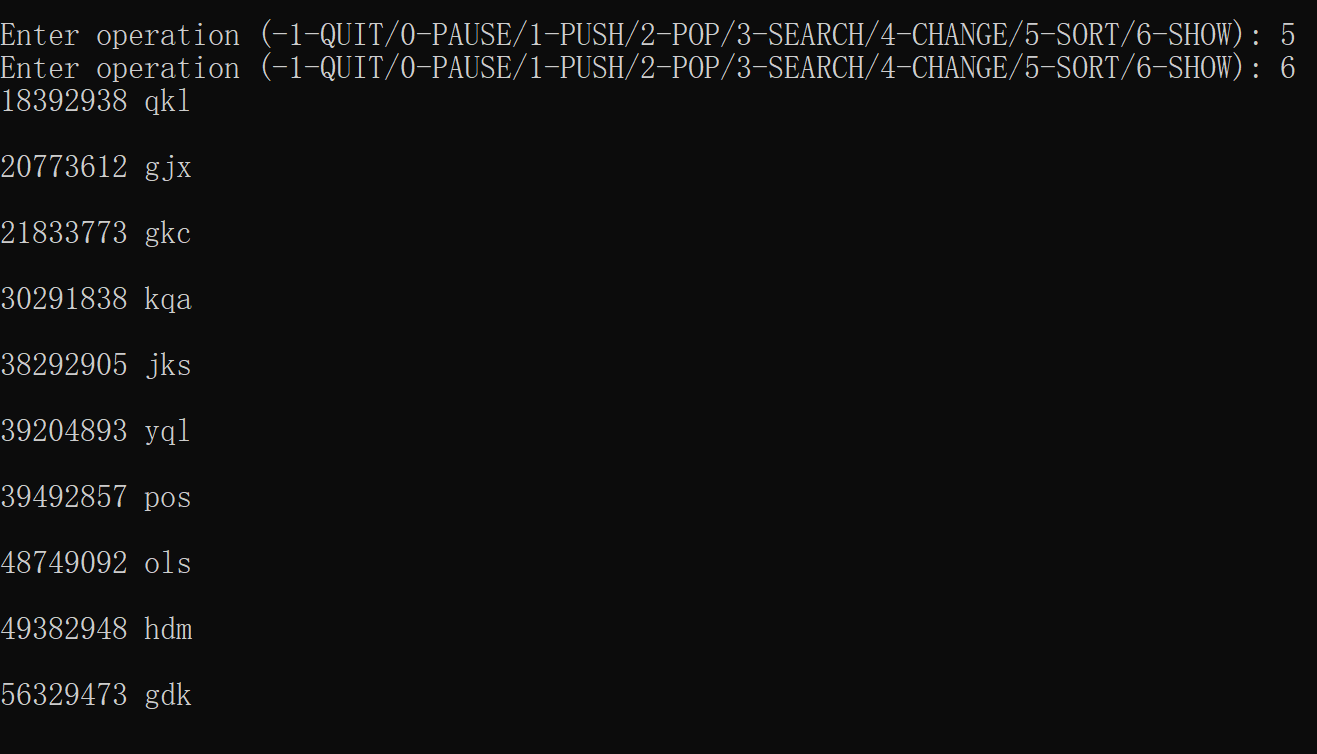 Enter operation (-1-QUIT/0-PAUSE/1-PUSH/2-POP/3-SEARCH/4-CHANGE/5-SORT/6-SHOW): 5
Enter operation (-1-QUIT/0-PAUSE/1-PUSH/2-POP/3-SEARCH/4-CHANGE/5-SORT/6-SHOW): 6
18392938 qkl
20773612 gjx
21833773 gkc
30291838 kqa
38292905 jks
39204893 yql
39492857 pos
48749092 ols
49382948 hdm
56329473 gdk